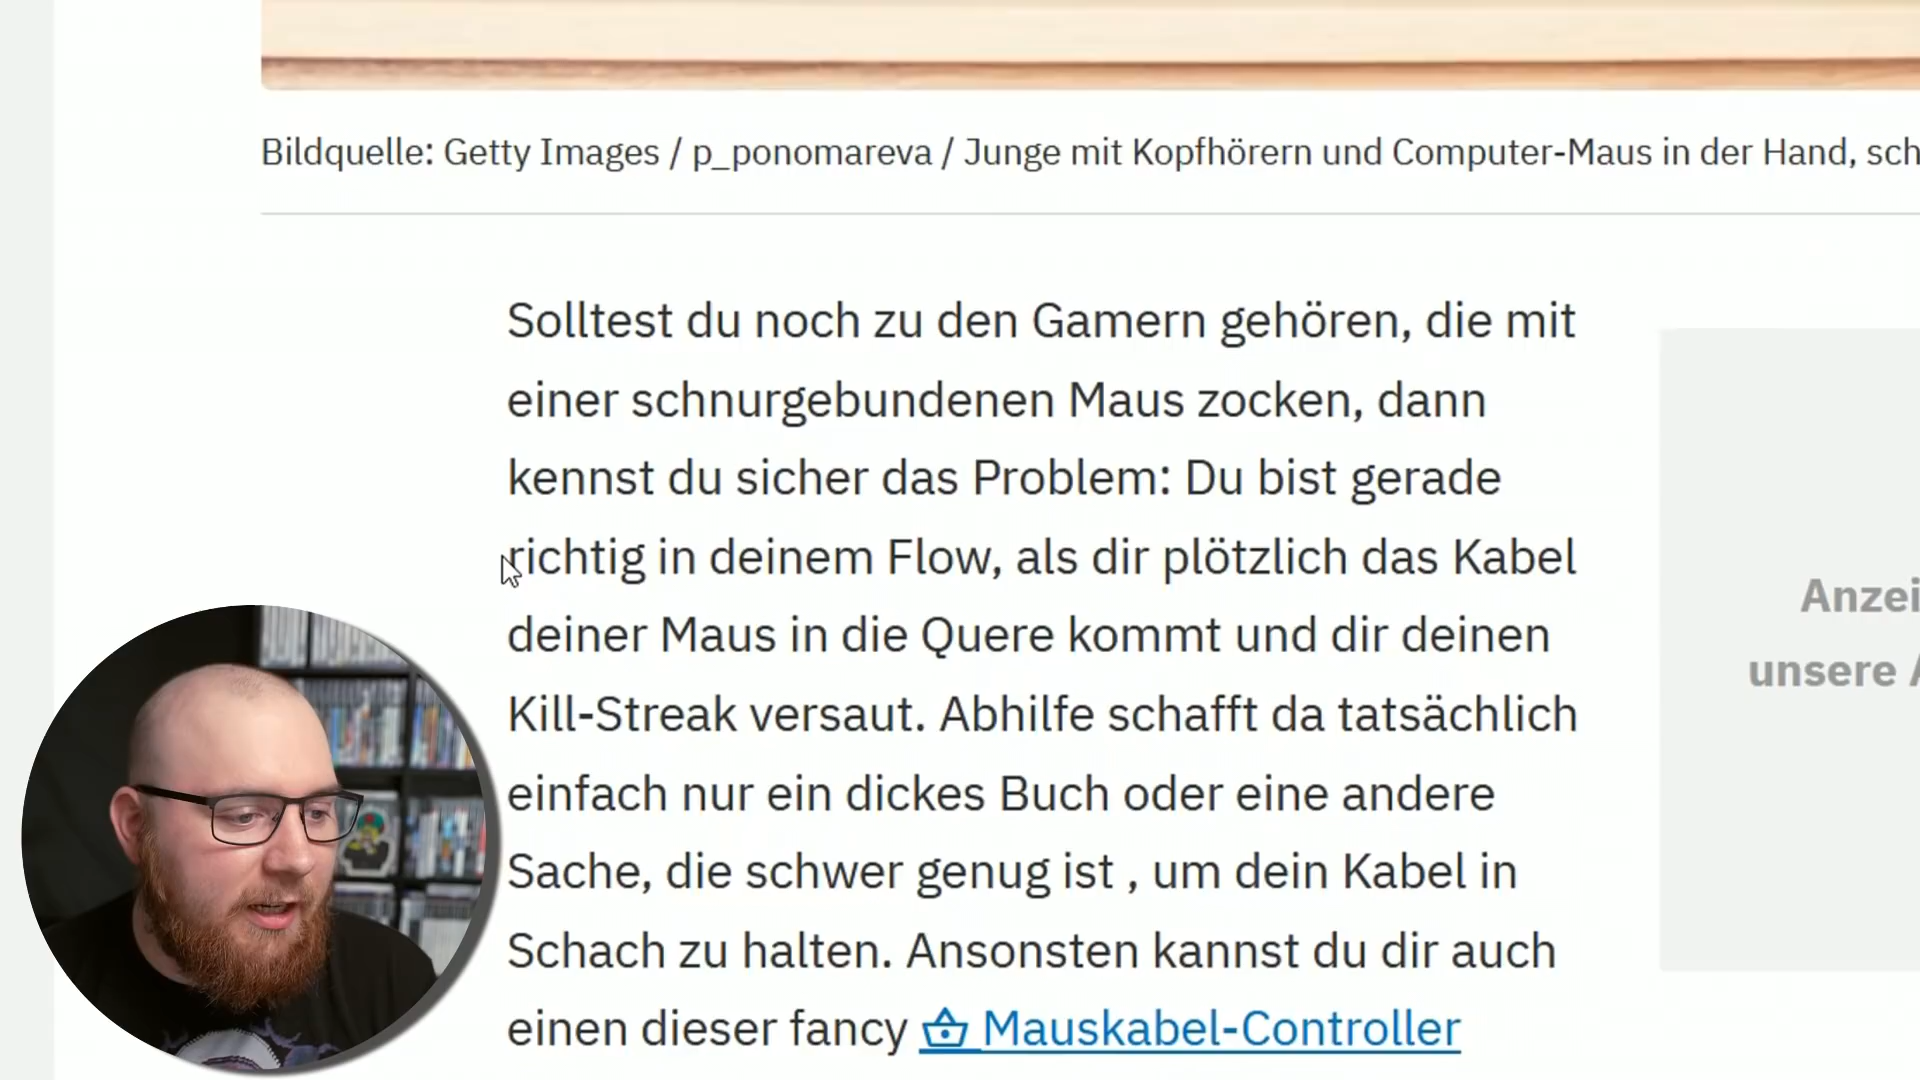 Bildquelle: Getty Images / p_ponomareva / Junge mit Kopfhörern und Computer-Maus in der Hand, sch
Solltest du noch zu den Gamern gehören, die mit
einer schnurgebundenen Maus zocken, dann
kennst du sicher das Problem: Du bist gerade
richtig in deinem Flow, als dir plötzlich das Kabel
deiner Maus in die Quere kommt und dir deinen
Kill-Streak versaut. Abhilfe schafft da tatsächlich
einfach nur ein dickes Buch oder eine andere
Sache, die schwer genug ist , um dein Kabel in
Schach zu halten. Ansonsten kannst du dir auch
einen dieser fancy Mauskabel-Controller
Anzei
unsere A